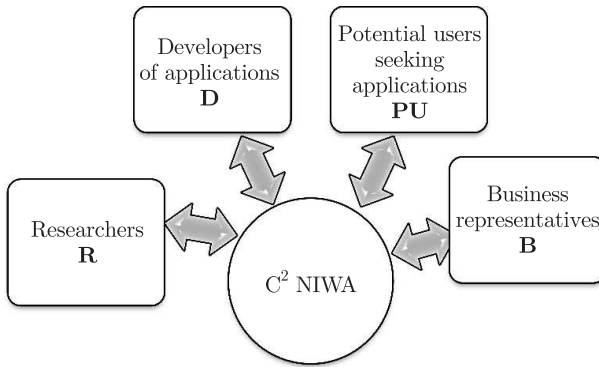 Developers
of applications
D
Potential users
seeking
applications
PU
Researchers
R
Business
representatives
B
C² NIWA